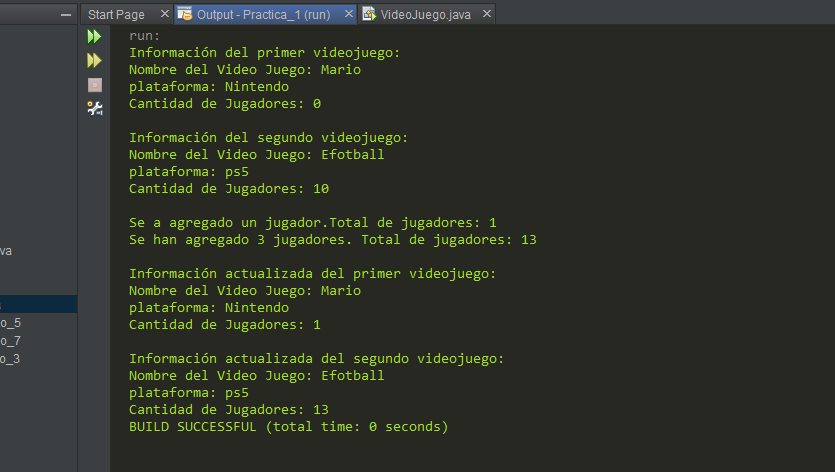 Start Page
Output - Practica_1 (run)
VideoJuego.java
run:
Información del primer videojuego:
Nombre del Video Juego: Mario
plataforma: Nintendo
Cantidad de Jugadores: 0
Información del segundo videojuego:
Nombre del Video Juego: Efotball
plataforma: ps5
Cantidad de Jugadores: 10
Se a agregado un jugador.Total de jugadores: 1
Se han agregado 3 jugadores. Total de jugadores: 13
Información actualizada del primer videojuego:
Nombre del Video Juego: Mario
plataforma: Nintendo
Cantidad de Jugadores: 1
Información actualizada del segundo videojuego:
Nombre del Video Juego: Efotball
plataforma: ps5
Cantidad de Jugadores: 13
BUILD SUCCESSFUL (total time: 0 seconds)
va
o_5
o_7
o_3